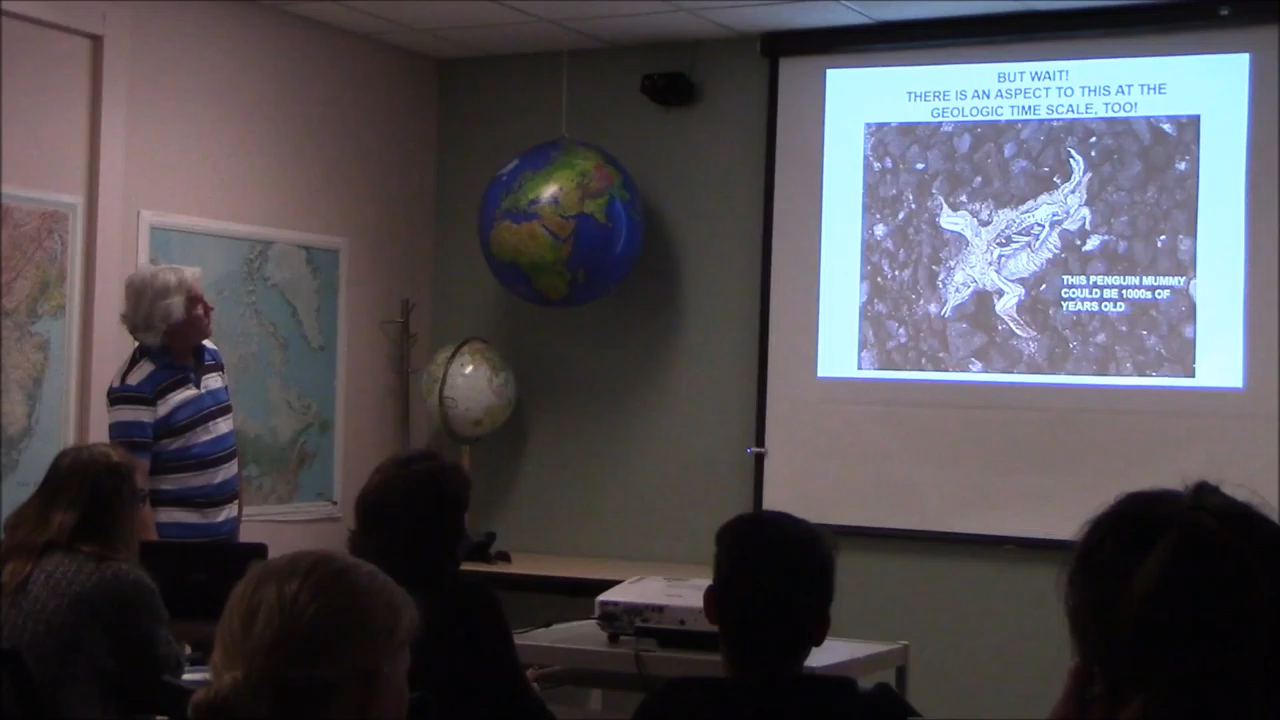 BUT WAIT!
THERE IS AN ASPECT TO THIS AT THE
GEOLOGIC TIME SCALE, TOO!
THIS PENGUIN MUMMY
COULD BE 1000s OF
YEARS OLD